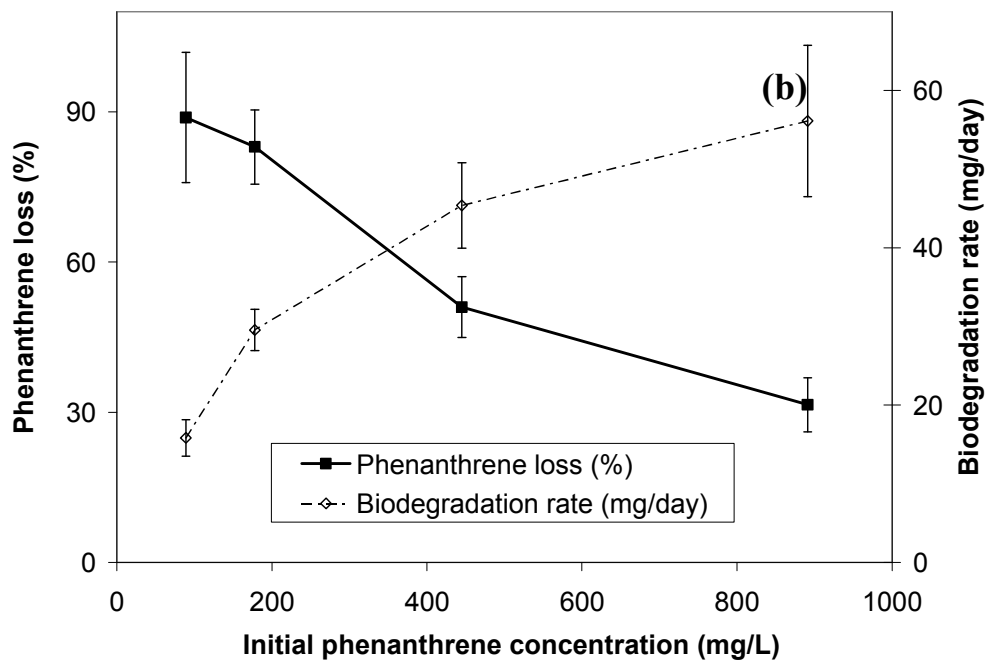 (b)
90
60
30
0
Phenanthrene loss (%)
60
40
20
0
Biodegradation rate (mg/day)
Phenanthrene loss (%)
Biodegradation rate (mg/day)
0 200 400 600 800 1000
Initial phenanthrene concentration (mg/L)